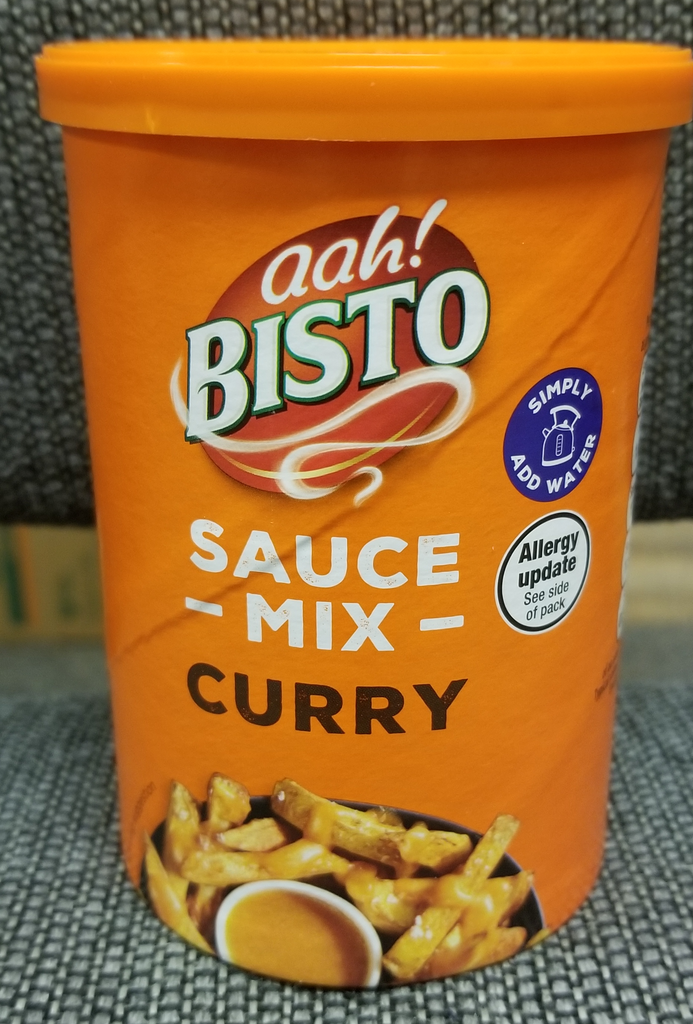 aah!
BISTO
SIMPLY
ADD WATER
Allergy
update
See side
of pack
SAUCE
- MIX -
CURRY